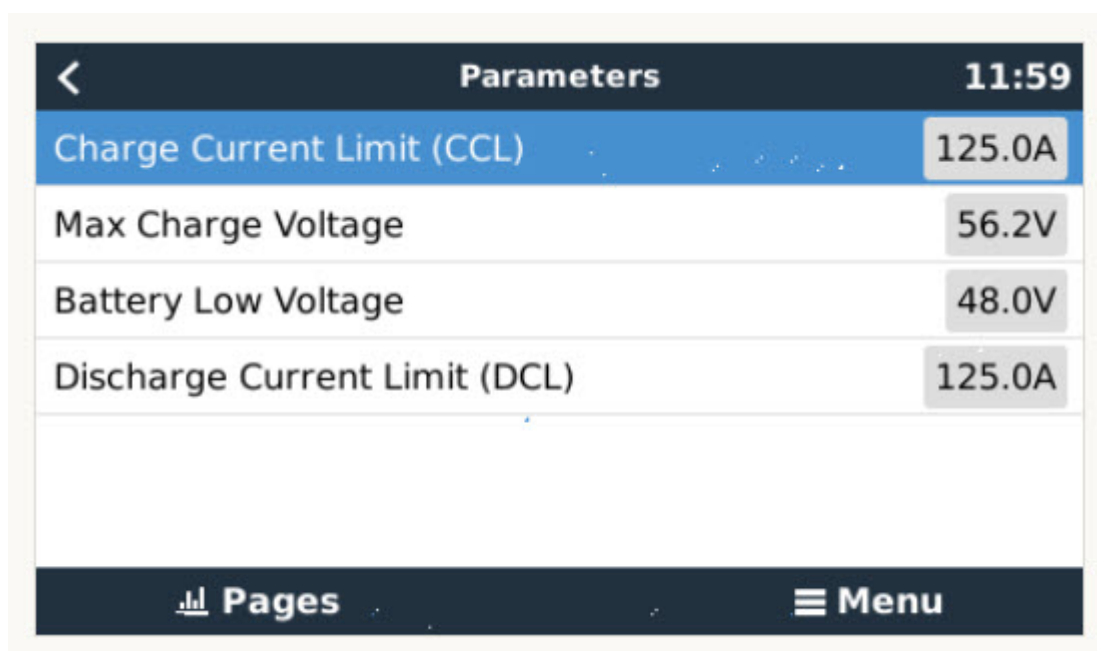 Parameters 11:59
Charge Current Limit (CCL) 125.0A
Max Charge Voltage 56.2V
Battery Low Voltage 48.0V
Discharge Current Limit (DCL) 125.0A
Pages Menu